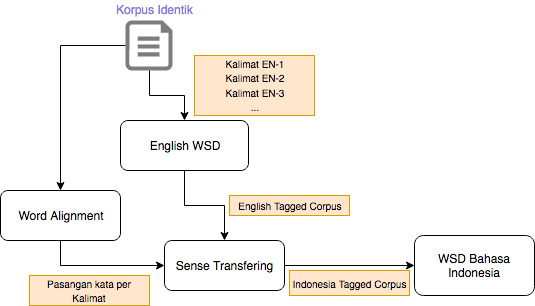 Korpus Identik
Kalimat EN-1
Kalimat EN-2
Kalimat EN-3
...
English WSD
English Tagged Corpus
Word Alignment
Sense Transfering
WSD Bahasa
Indonesia
Pasangan kata per
Kalimat
Indonesia Tagged Corpus